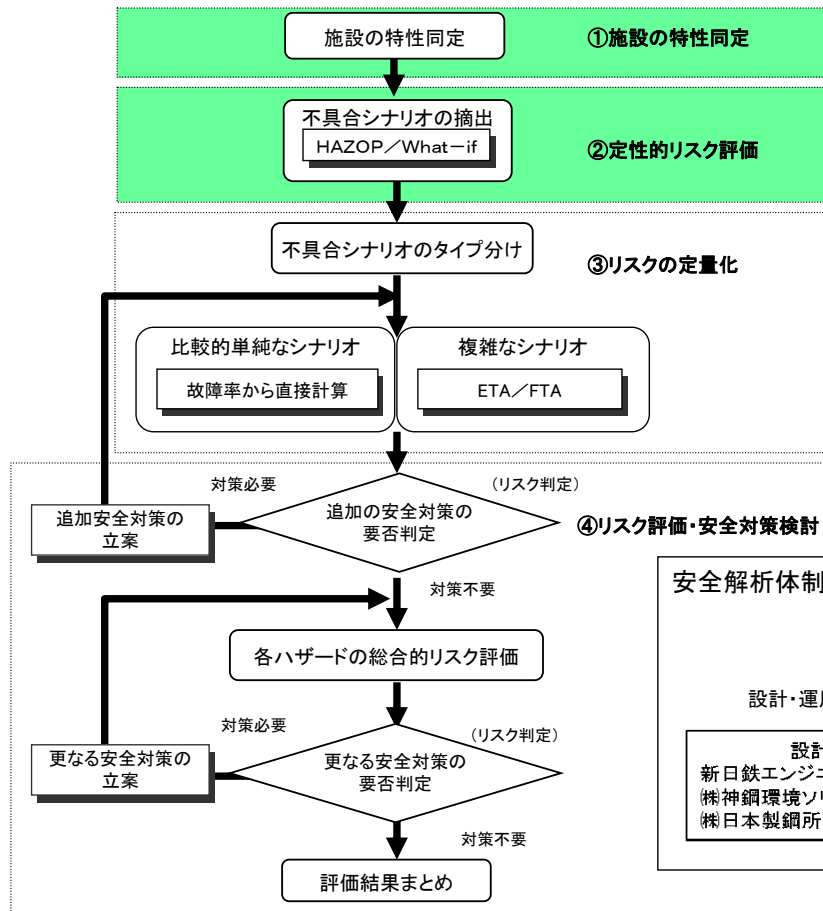 施設の特性同定
①施設の特性同定
不具合シナリオの摘出
HAZOP／What－if
②定性的リスク評価
不具合シナリオのタイプ分け
③リスクの定量化
比較的単純なシナリオ
故障率から直接計算
複雑なシナリオ
ETA／FTA
対策必要
（リスク判定）
追加安全対策の
立案
追加の安全対策の
要否判定
④リスク評価・安全対策検討
対策不要
安全解析体制
各ハザードの総合的リスク評価
設計・運
対策必要
（リスク判定）
更なる安全対策の
立案
更なる安全対策の
要否判定
設計
新日鉄エンジニ
㈱神鋼環境ソリ
㈱日本製鋼所
対策不要
評価結果まとめ